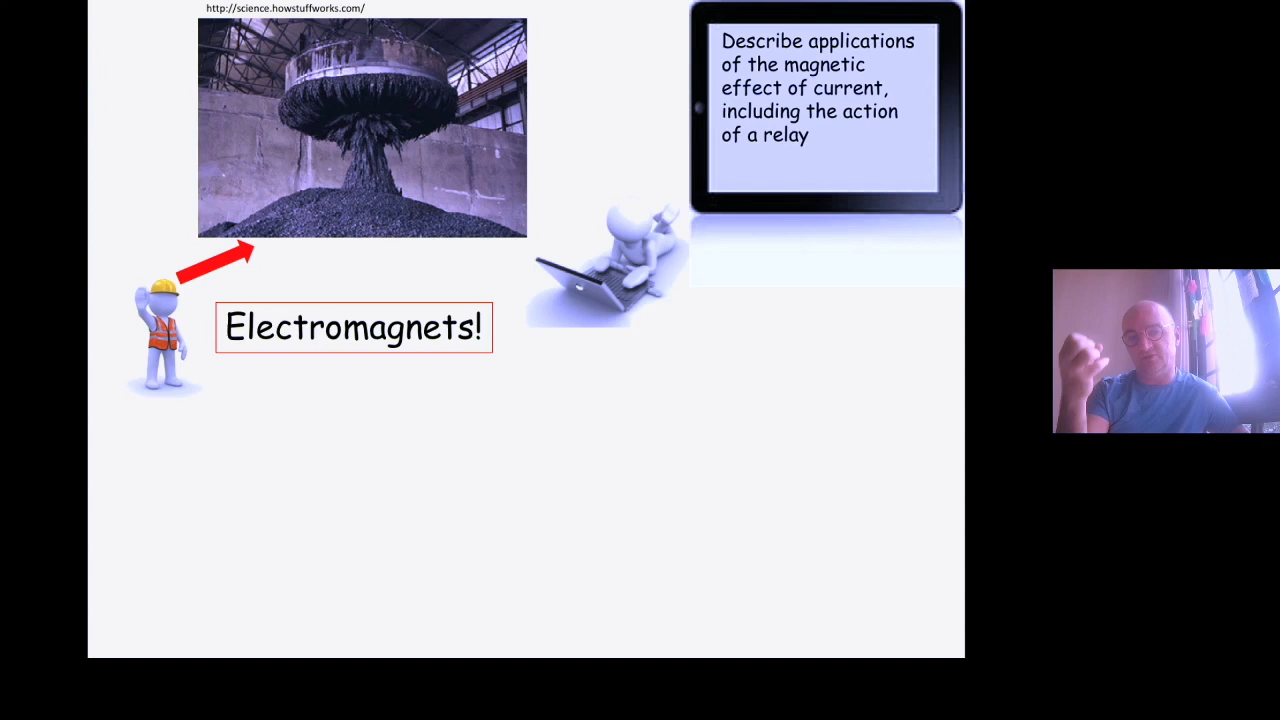 http://science.howstuffworks.com/
Describe applications
of the magnetic
effect of current,
including the action
of a relay
Electromagnets!